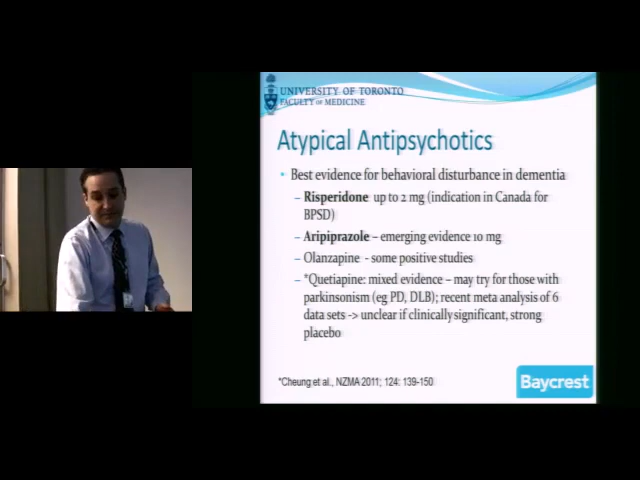 UNIVERSITY OF TORONTO
FACULTY OF MEDICINE
Atypical Antipsychotics
• Best evidence for behavioral disturbance in dementia
– Risperidone up to 2 mg (indication in Canada for
BPSD)
– Aripiprazole – emerging evidence 10 mg
– Olanzapine - some positive studies
– *Quetiapine: mixed evidence – may try for those with
parkinsonism (eg PD, DLB); recent meta analysis of 6
data sets -> unclear if clinically significant, strong
placebo
*Cheung et al., NZMA 2011; 124: 139-150
Baycrest